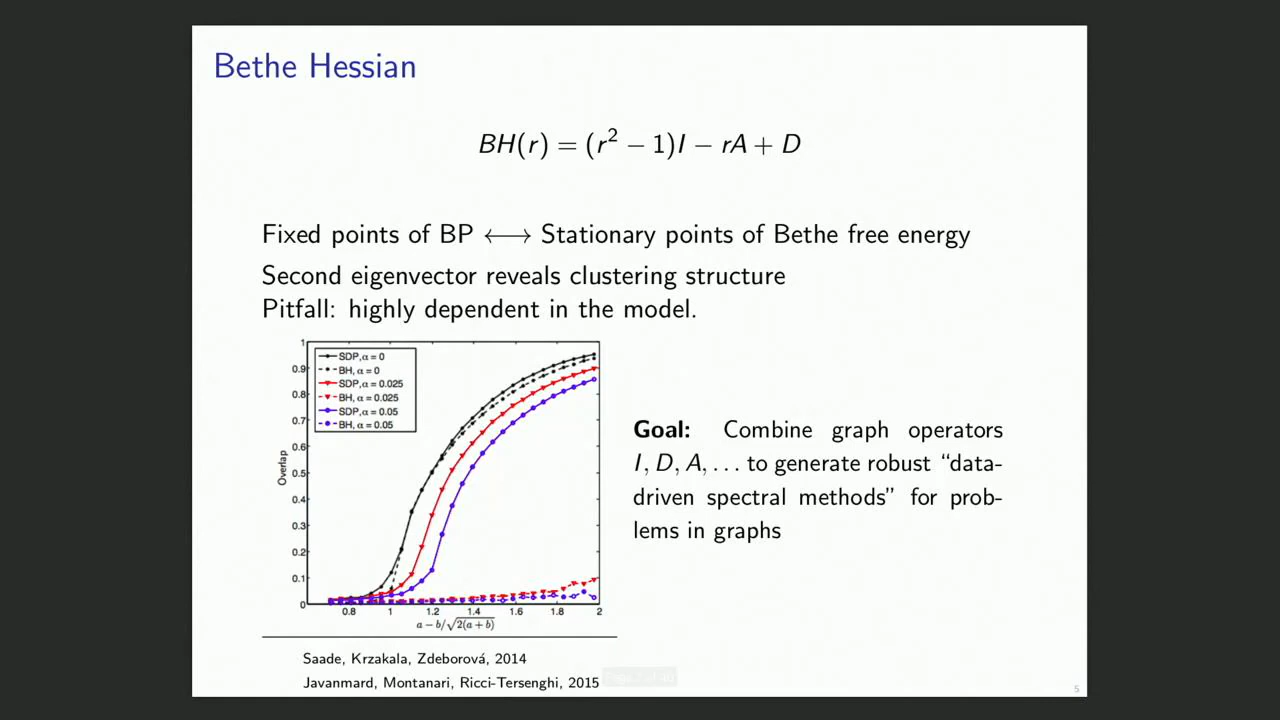 Bethe Hessian
BH(r) = (r² − 1)I − rA + D
Fixed points of BP ⟷ Stationary points of Bethe free energy
Second eigenvector reveals clustering structure
Pitfall: highly dependent in the model.
1
0.9
0.8
0.7
0.6
0.5
0.4
0.3
0.2
0.1
0
Overlap
SDP, α = 0
BH, α = 0
SDP, α = 0.025
BH, α = 0.025
SDP, α = 0.05
BH, α = 0.05
0.8 1 1.2 1.4 1.6 1.8 2
a − b/√2(a + b)
Goal: Combine graph operators
I, D, A, . . . to generate robust “data-
driven spectral methods” for prob-
lems in graphs
Saade, Krzakala, Zdeborová, 2014
Javanmard, Montanari, Ricci-Tersenghi, 2015
5